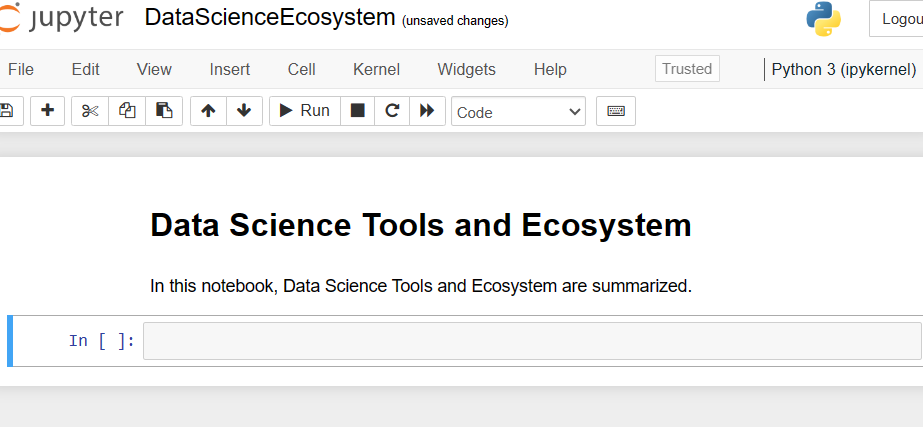 jupyter DataScienceEcosystem (unsaved changes)
Logou
File Edit View Insert Cell Kernel Widgets Help Trusted Python 3 (ipykernel)
Run Code
Data Science Tools and Ecosystem
In this notebook, Data Science Tools and Ecosystem are summarized.
In [ ]: